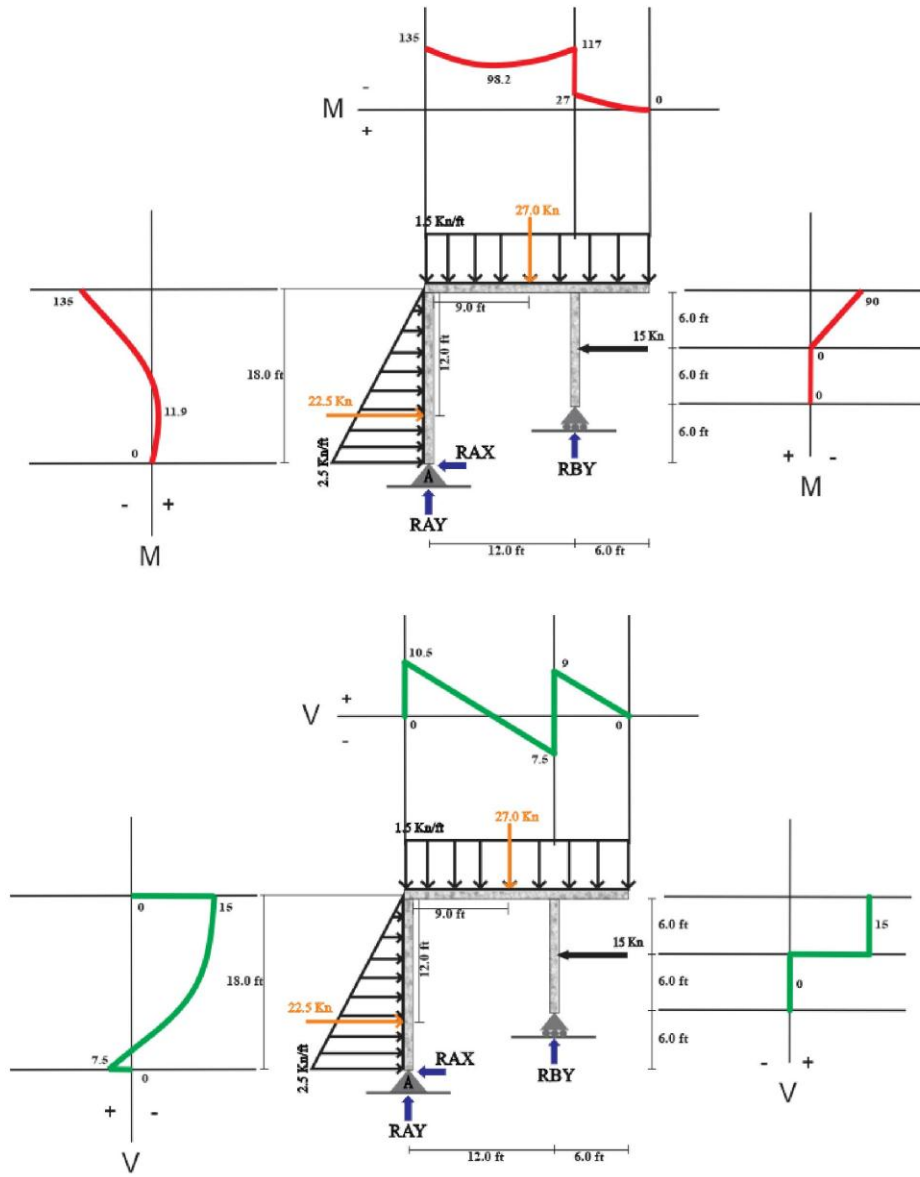 135
117
98.2
27
0
M
-
+
1.5 Kn/ft
27.0 Kn
9.0 ft
12.0 ft
135
18.0 ft
11.9
0
- +
M
22.5 Kn
2.5 Kn/ft
RAX
A
RAY
15 Kn
RBY
12.0 ft
6.0 ft
6.0 ft
6.0 ft
6.0 ft
90
0
0
+ -
M
10.5
9
V
+
-
0
0
7.5
1.5 Kn/ft
27.0 Kn
9.0 ft
12.0 ft
0
15
18.0 ft
7.5
0
+ -
V
22.5 Kn
2.5 Kn/ft
RAX
A
RAY
15 Kn
RBY
12.0 ft
6.0 ft
6.0 ft
6.0 ft
6.0 ft
15
0
- +
V